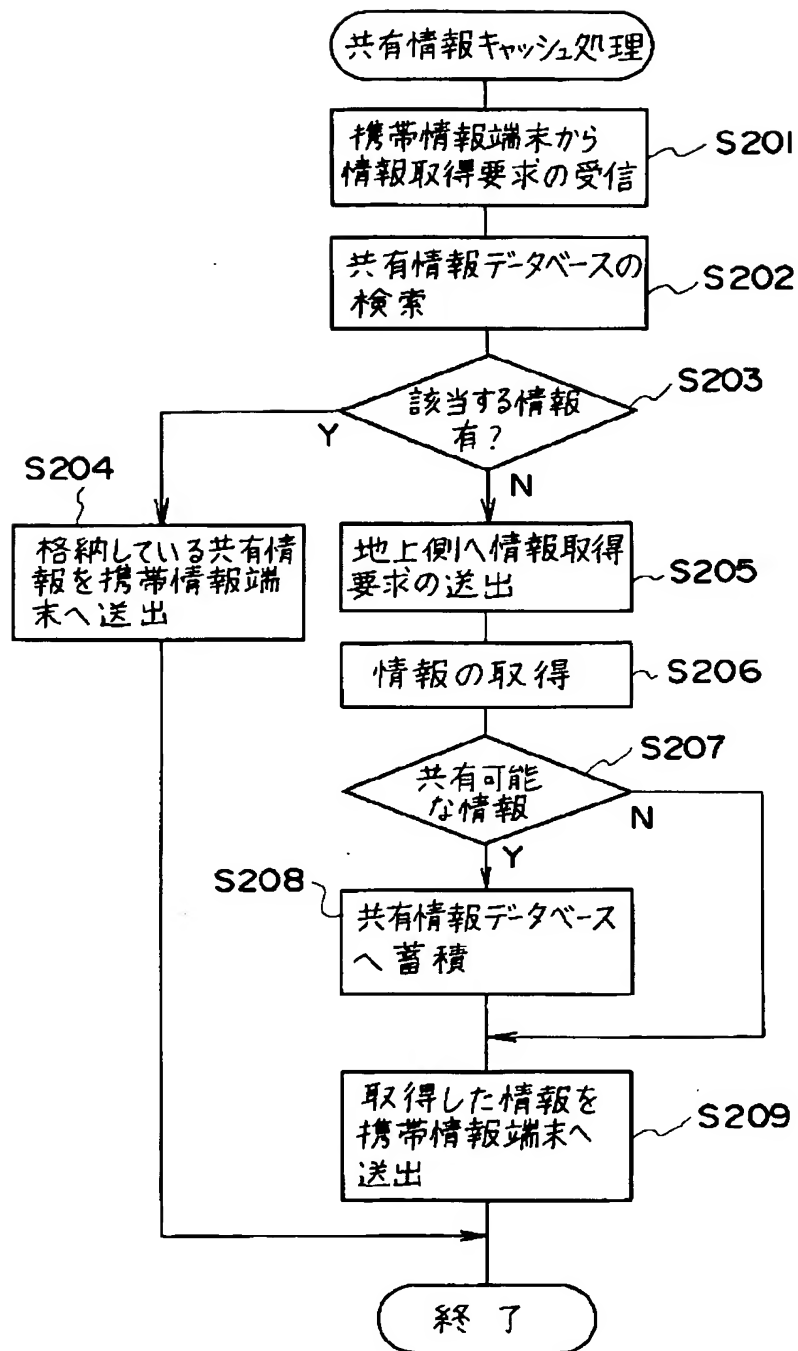 共有情報キャッシュ処理
携帯情報端末から
情報取得要求の受信
S201
共有情報データベースの
検索
S202
該当する情報
有?
S203
Y
N
S204
格納している共有情
報を携帯情報端
末へ送出
地上側へ情報取得
要求の送出
S205
情報の取得
S206
共有可能
な情報
S207
N
Y
S208
共有情報データベース
へ蓄積
取得した情報を
携帯情報端末へ
送出
S209
終了